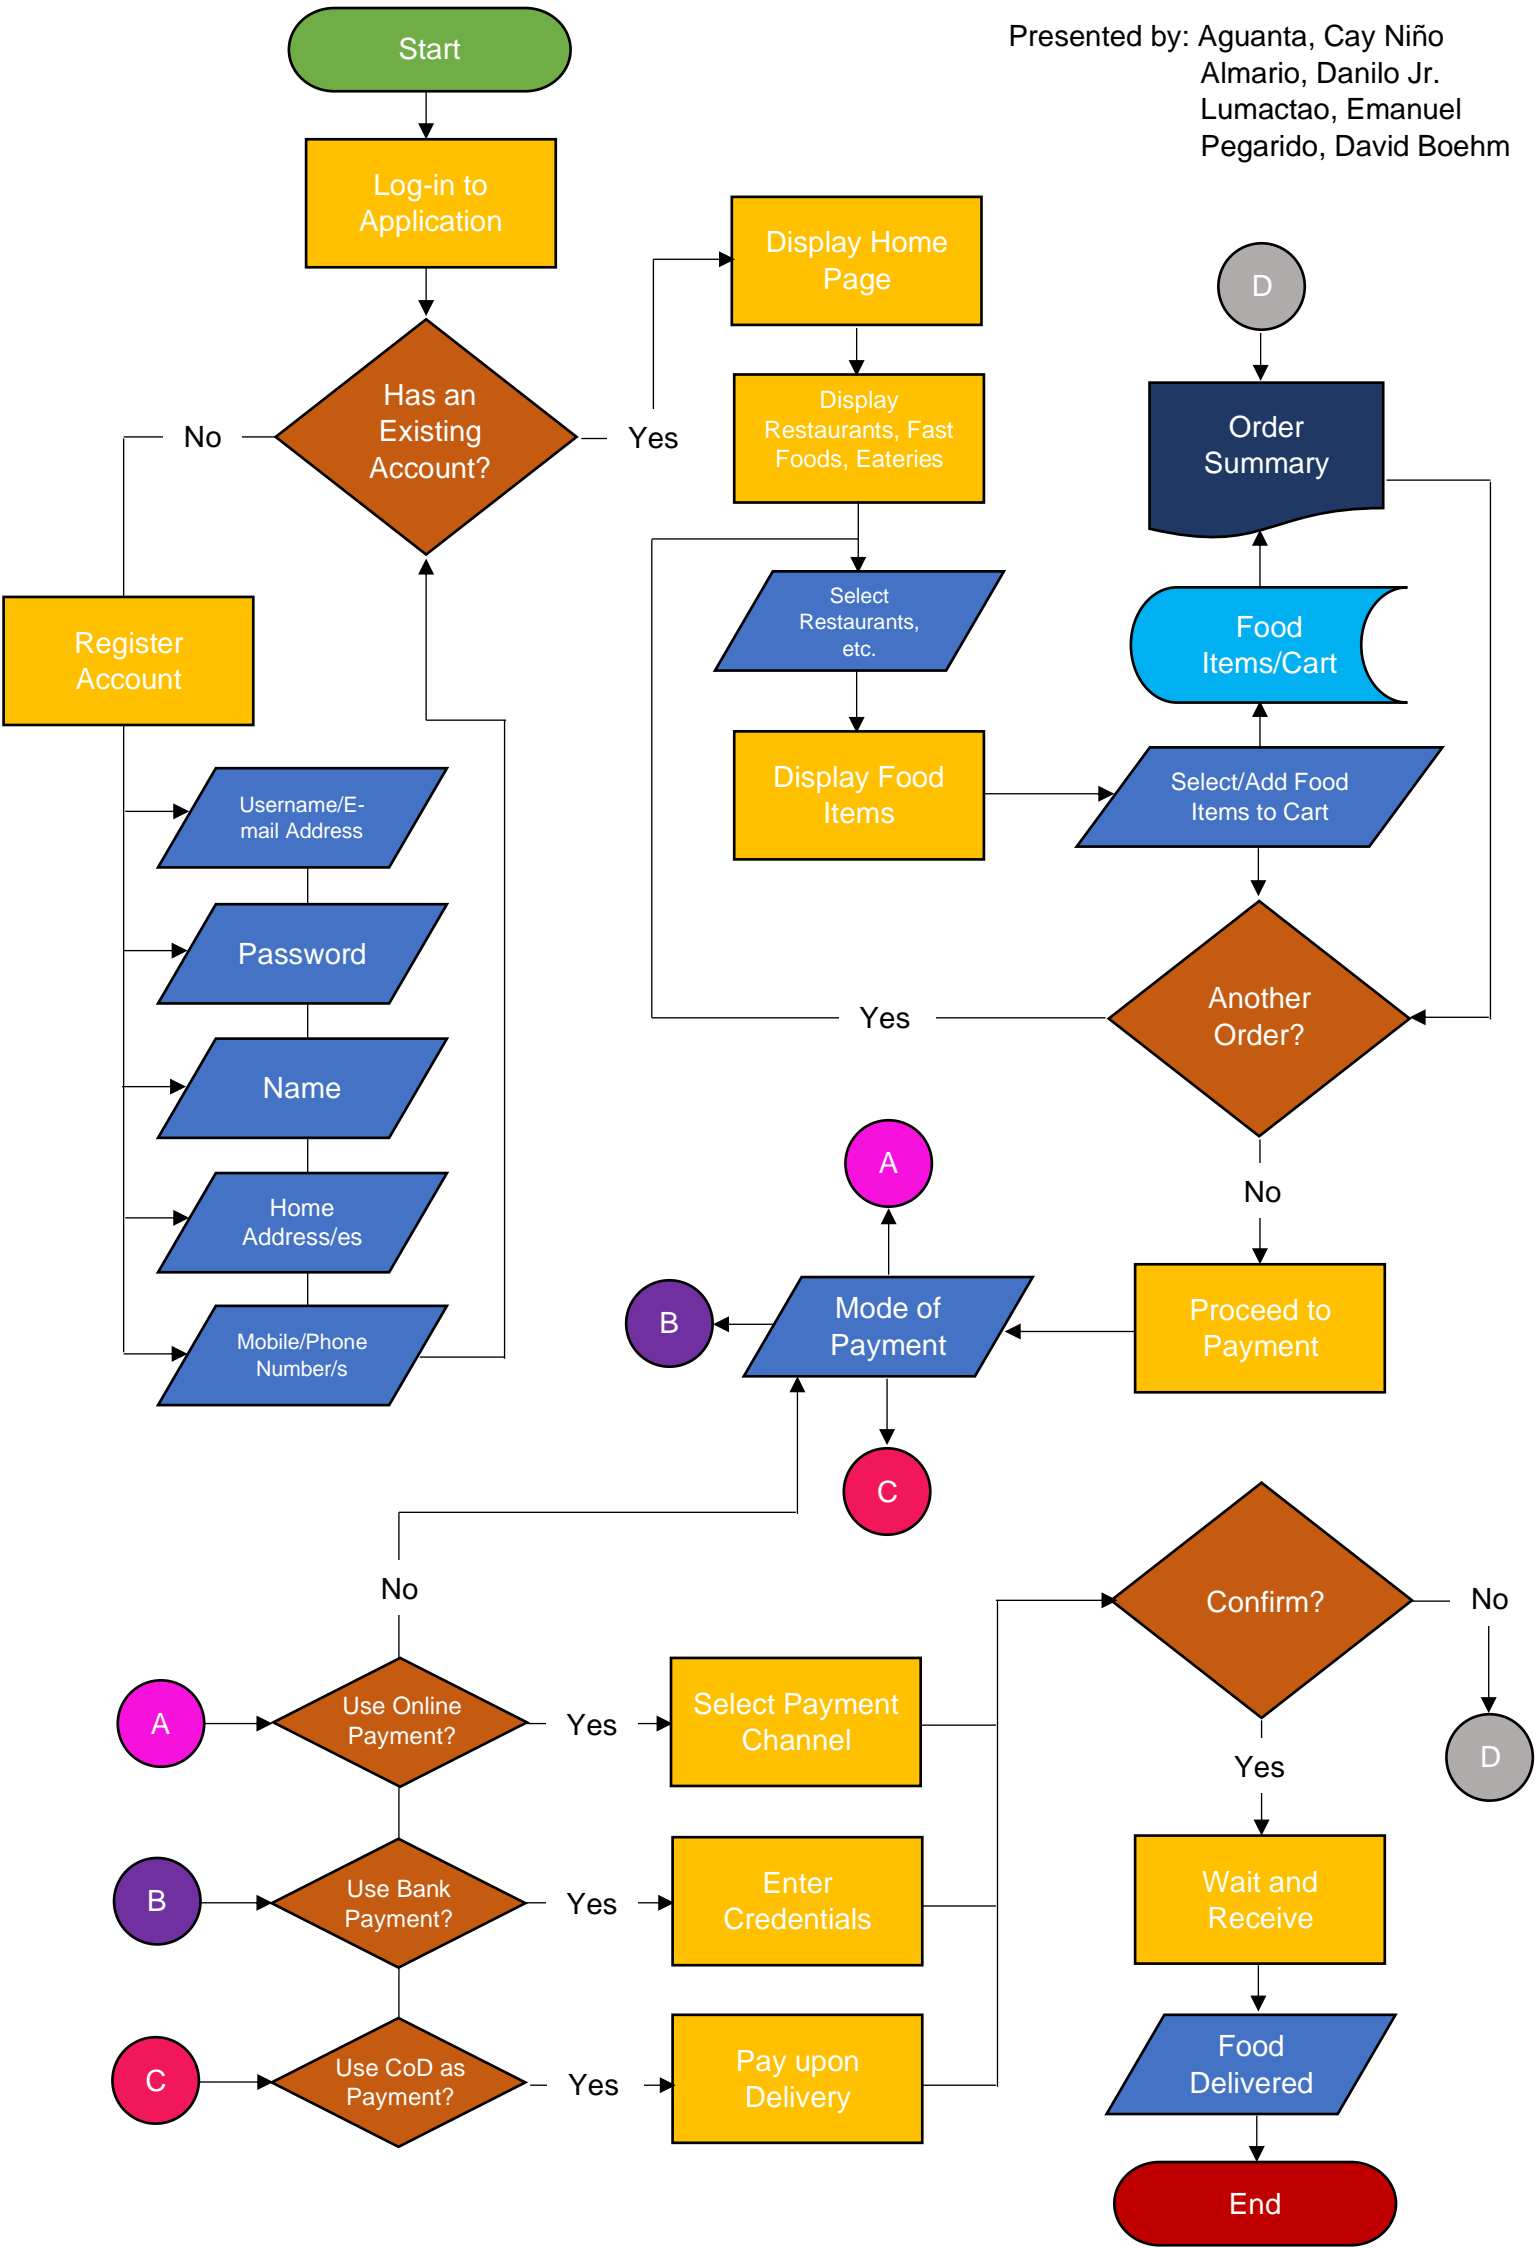 Start
Presented by: Aguanta, Cay Niño
Almario, Danilo Jr.
Lumactao, Emanuel
Pegarido, David Boehm
Log-in to
Application
Has an
Existing
Account?
No
Yes
Register
Account
Username/E-
mail Address
Password
Name
Home
Address/es
Mobile/Phone
Number/s
Display Home
Page
Display
Restaurants, Fast
Foods, Eateries
Select
Restaurants,
etc.
Display Food
Items
D
Order
Summary
Food
Items/Cart
Select/Add Food
Items to Cart
Another
Order?
Yes
No
Proceed to
Payment
Mode of
Payment
A
B
C
No
A
Use Online
Payment?
Yes
Select Payment
Channel
B
Use Bank
Payment?
Yes
Enter
Credentials
C
Use CoD as
Payment?
Yes
Pay upon
Delivery
Confirm?
No
D
Yes
Wait and
Receive
Food
Delivered
End